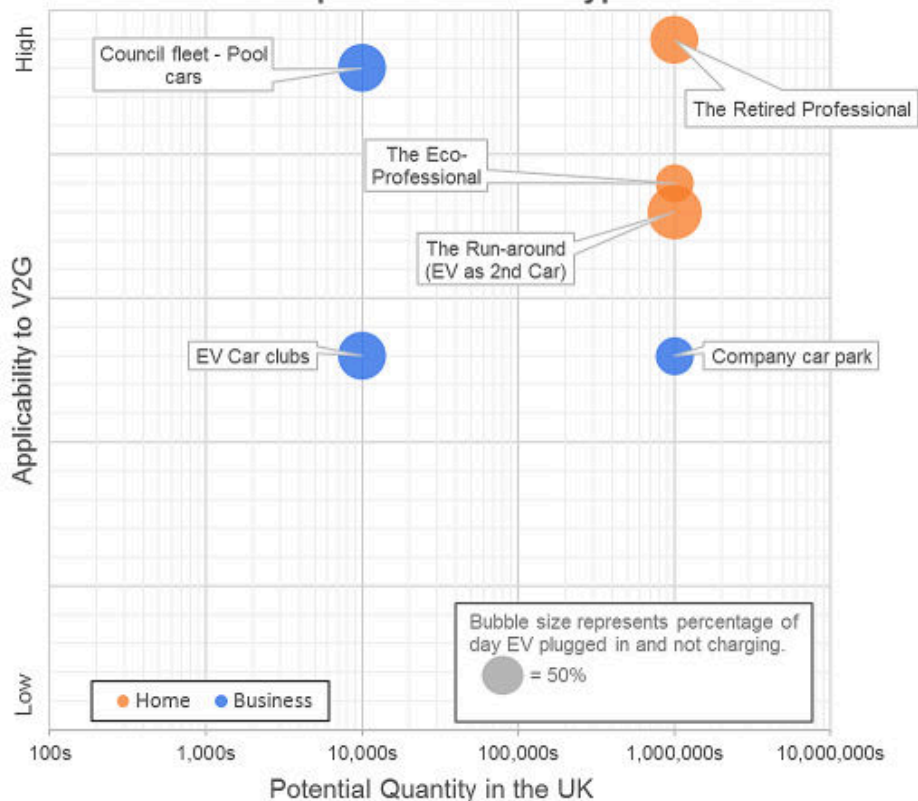 High
Council fleet - Pool
cars
The Retired Professional
The Eco-
Professional
The Run-around
(EV as 2nd Car)
EV Car clubs
Company car park
Applicability to V2G
Bubble size represents percentage of
day EV plugged in and not charging.
= 50%
Low
Home
Business
100s
1,000s
10,000s
100,000s
1,000,000s
10,000,000s
Potential Quantity in the UK